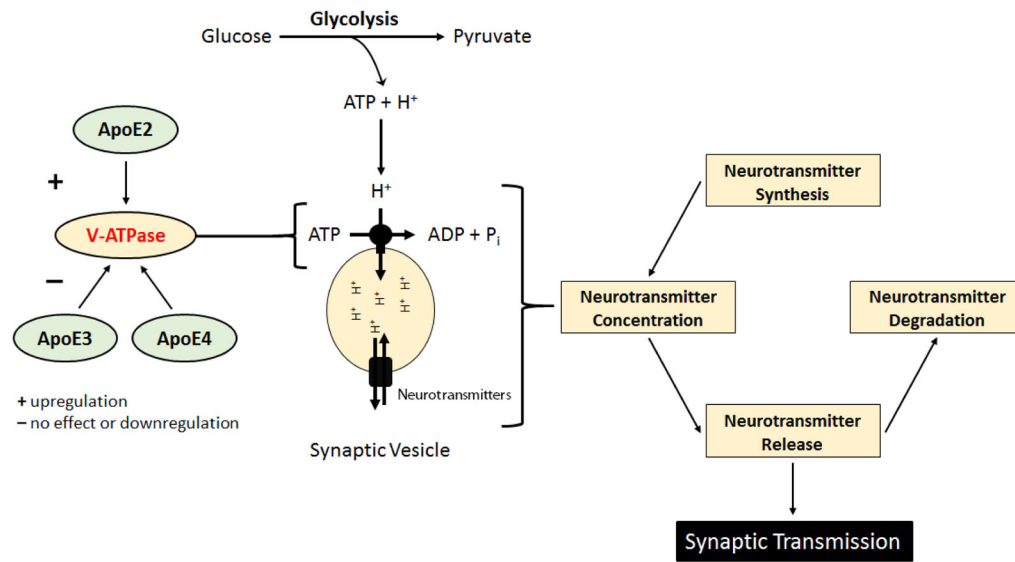 Glycolysis
Glucose
Pyruvate
ATP + H⁺
ApoE2
+
V-ATPase
−
ApoE3
ApoE4
+ upregulation
− no effect or downregulation
H⁺
ATP
ADP + Pᵢ
H⁺
H⁺
H⁺
H⁺
H⁺
H⁺
Neurotransmitters
Synaptic Vesicle
Neurotransmitter
Synthesis
Neurotransmitter
Concentration
Neurotransmitter
Degradation
Neurotransmitter
Release
Synaptic Transmission